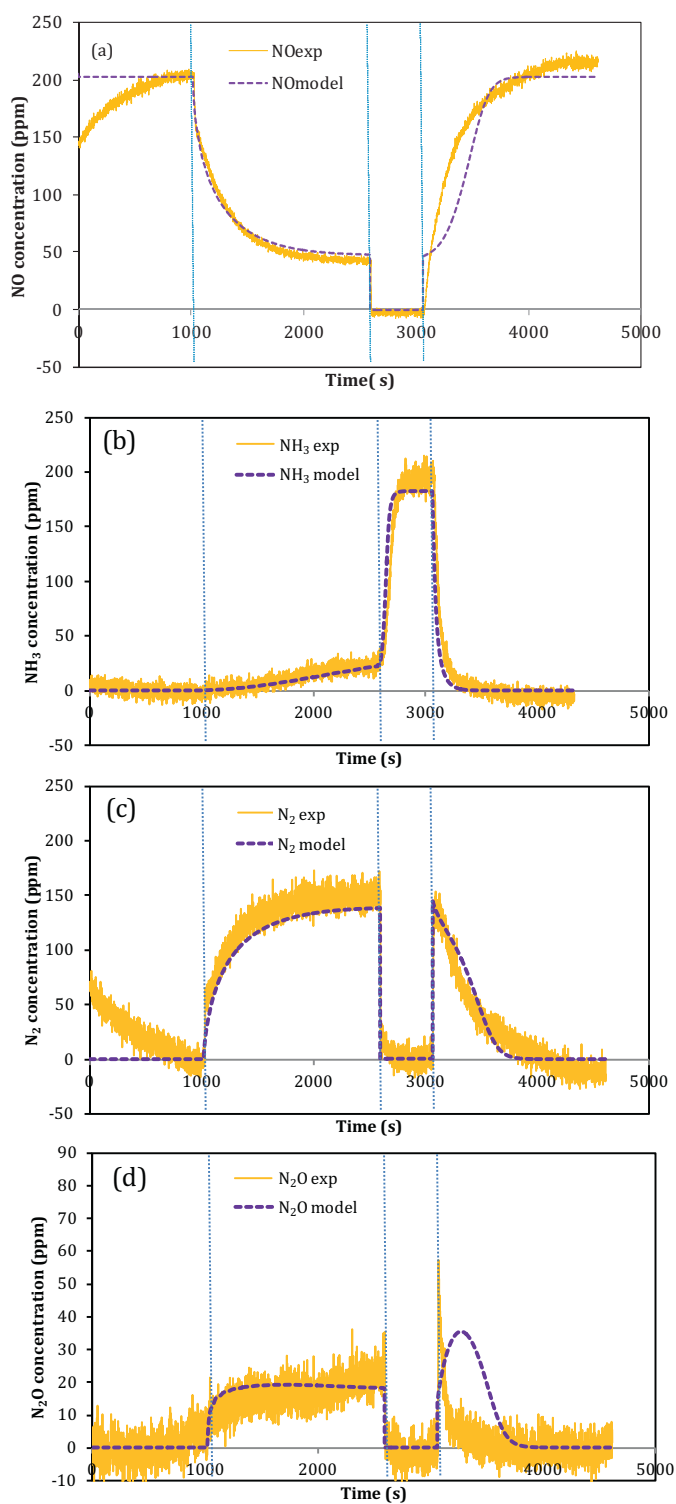 (a)
NOexp
NOmodel
250
200
150
100
50
0
-50
0
1000
2000
3000
4000
5000
NO concentration (ppm)
Time( s)
(b)
NH₃ exp
NH₃ model
250
200
150
100
50
0
-50
0
1000
2000
3000
4000
5000
NH₃ concentration (ppm)
Time (s)
(c)
N₂ exp
N₂ model
250
200
150
100
50
0
-50
0
1000
2000
3000
4000
5000
N₂ concentration (ppm)
Time (s)
(d)
N₂O exp
N₂O model
90
80
70
60
50
40
30
20
10
0
-10
0
1000
2000
3000
4000
5000
N₂O concentration (ppm)
Time (s)